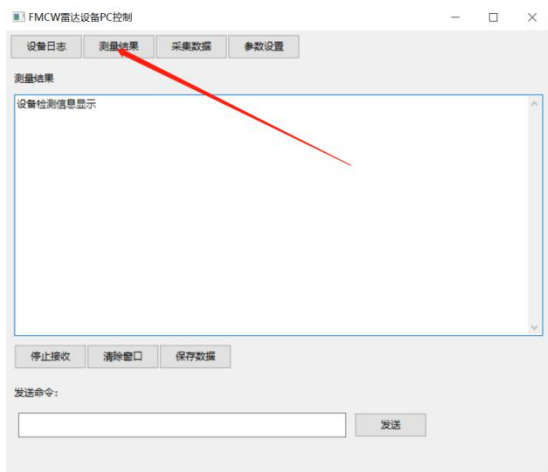 FMCW雷达设备PC控制
设备日志 测量结果 采集数据 参数设置
测量结果
设备检测信息显示
停止接收 清除窗口 保存数据
发送命令:
发送